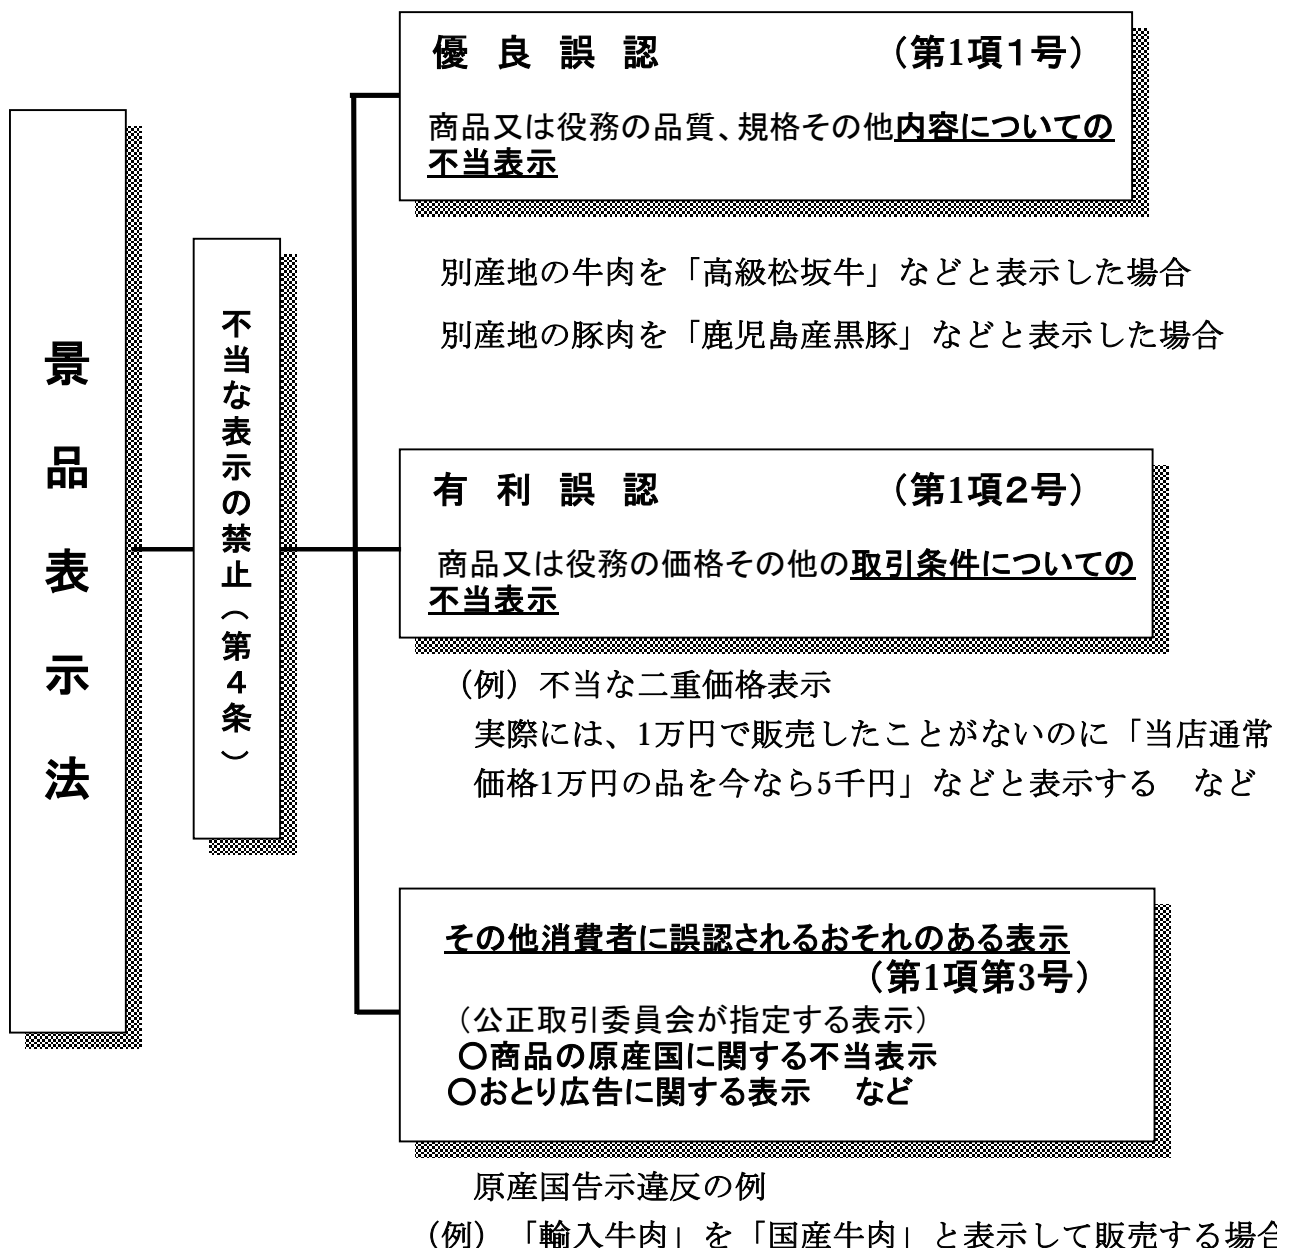 景品表示法
不当な表示の禁止（第４条）
優良誤認　（第1項１号）
商品又は役務の品質、規格その他内容についての
不当表示
別産地の牛肉を「高級松坂牛」などと表示した場合
別産地の豚肉を「鹿児島産黒豚」などと表示した場合
有利誤認　（第1項２号）
商品又は役務の価格その他の取引条件についての
不当表示
（例）不当な二重価格表示
実際には、1万円で販売したことがないのに「当店通常
価格1万円の品を今なら5千円」などと表示する　など
その他消費者に誤認されるおそれのある表示
（第1項第3号）
（公正取引委員会が指定する表示）
○商品の原産国に関する不当表示
○おとり広告に関する表示　など
原産国告示違反の例
（例）「輸入牛肉」を「国産牛肉」と表示して販売する場合